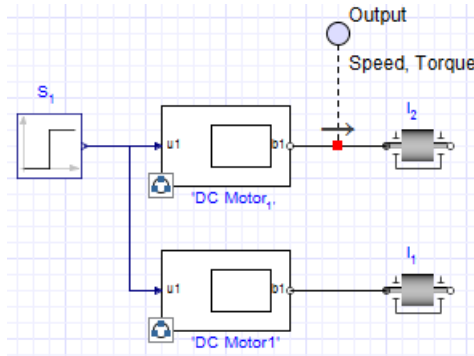 Output
Speed, Torque
S1
I2
u1
b1
'DC Motor1'
I1
u1
b1
'DC Motor1'